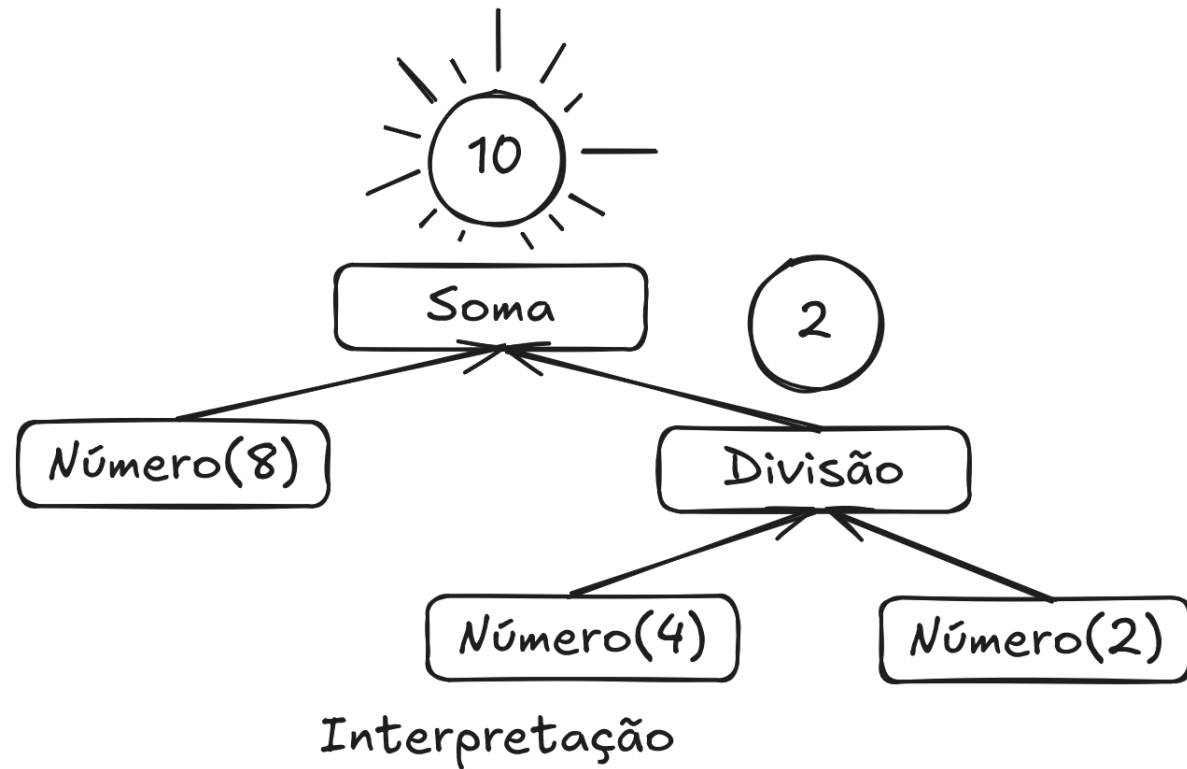 10
Soma
2
Número(8)
Divisão
Número(4)
Número(2)
Interpretação